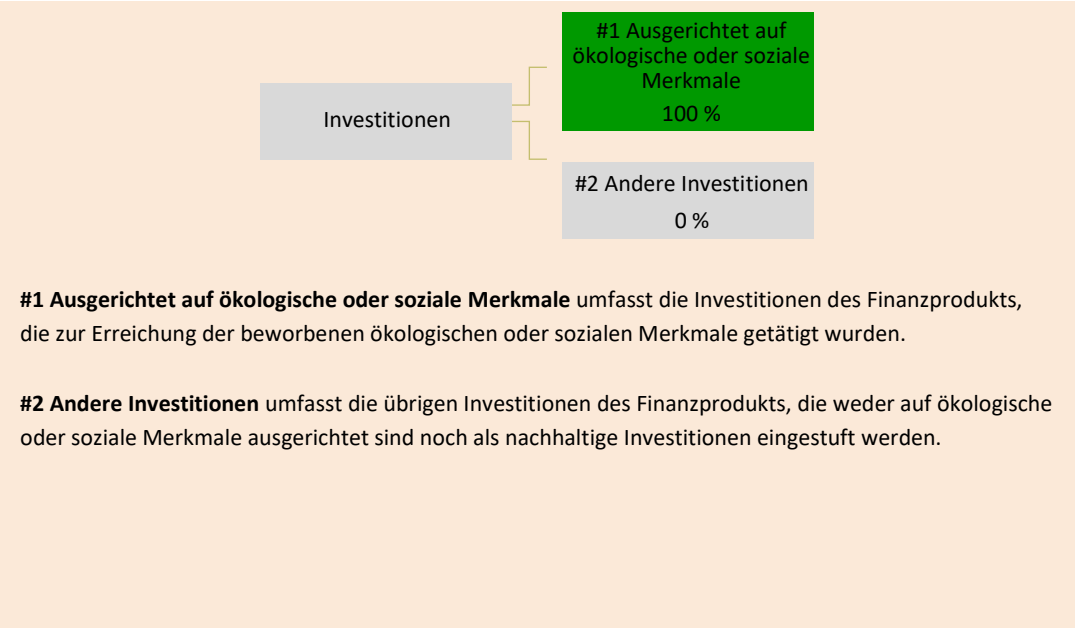 #1 Ausgerichtet auf
ökologische oder soziale
Merkmale
100 %
Investitionen
#2 Andere Investitionen
0 %
#1 Ausgerichtet auf ökologische oder soziale Merkmale umfasst die Investitionen des Finanzprodukts,
die zur Erreichung der beworbenen ökologischen oder sozialen Merkmale getätigt wurden.
#2 Andere Investitionen umfasst die übrigen Investitionen des Finanzprodukts, die weder auf ökologische
oder soziale Merkmale ausgerichtet sind noch als nachhaltige Investitionen eingestuft werden.